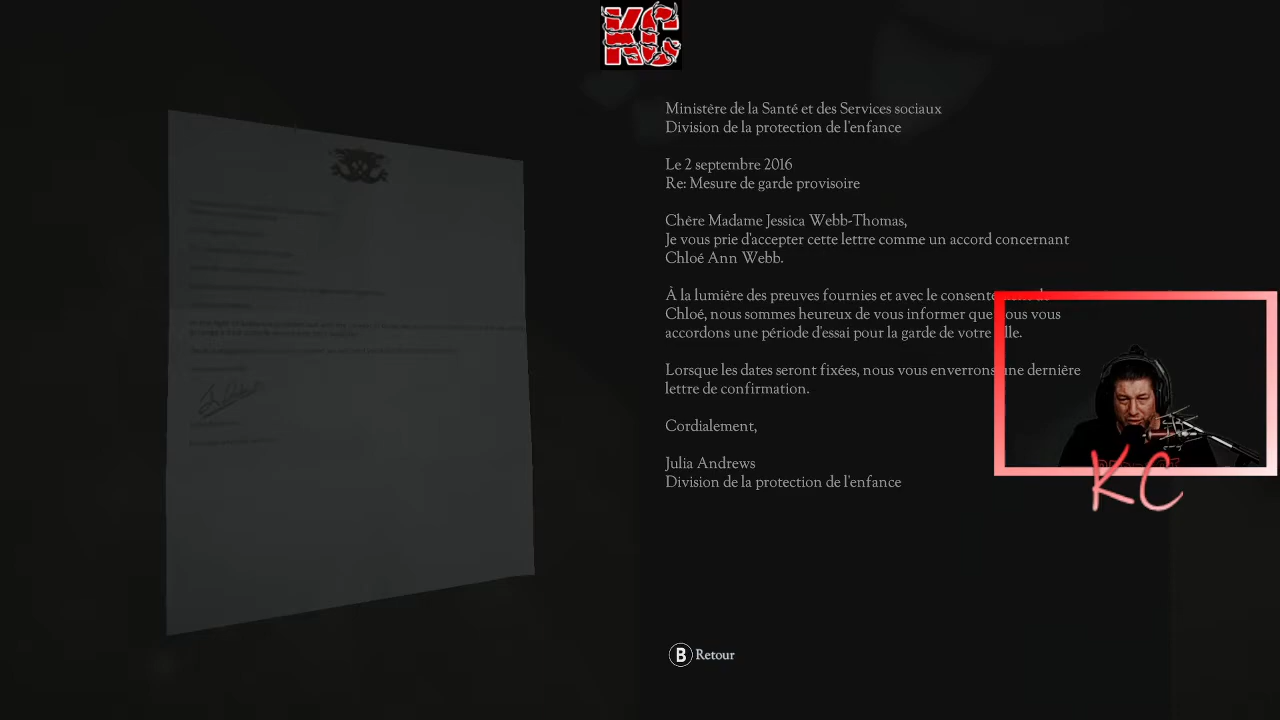 KC
Ministère de la Santé et des Services sociaux
Division de la protection de l'enfance
Le 2 septembre 2016
Re: Mesure de garde provisoire
Chère Madame Jessica Webb-Thomas,
Je vous prie d'accepter cette lettre comme un accord concernant
Chloé Ann Webb.
À la lumière des preuves fournies et avec le
Chloé, nous sommes heureux de vous informer que vous
accordons une période d'essai pour la garde de votre
Lorsque les dates seront fixées, nous vous enverrons une dernière
lettre de confirmation.
Cordialement,
Julia Andrews
Division de la protection de l'enfance
KC
B Retour